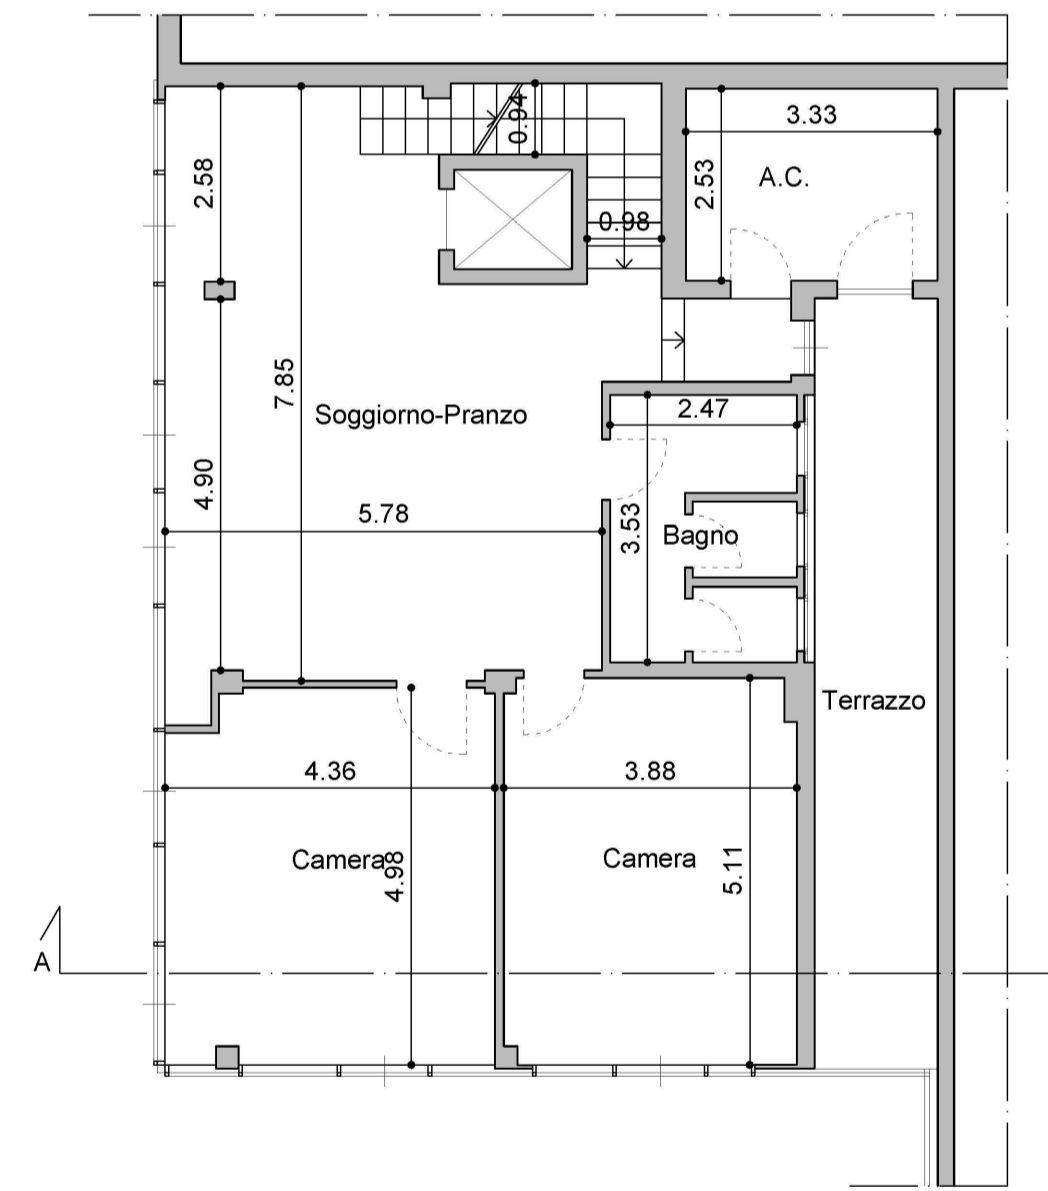 0.94
3.33
2.58
2.53
A.C.
0.98
7.85
Soggiorno-Pranzo
2.47
4.90
5.78
3.53
Bagno
Terrazzo
4.36
3.88
Camera
4.98
Camera
5.11
A